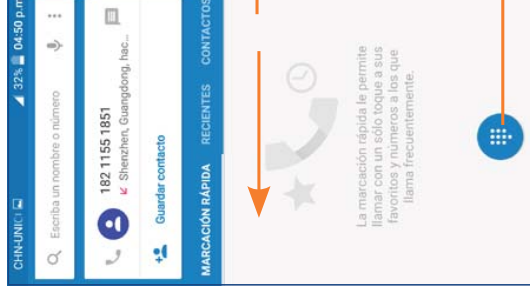 CHN-UNICI 32% 04:50 p.m
Escriba un nombre o número
182 1155 1851
Shenzhen, Guangdong, hac...
Guardar contacto
MARCACIÓN RÁPIDA RECIENTES CONTACTOS
La marcación rápida le permite
llamar con un sólo toque a sus
favoritos y números a los que
llama frecuentemente.